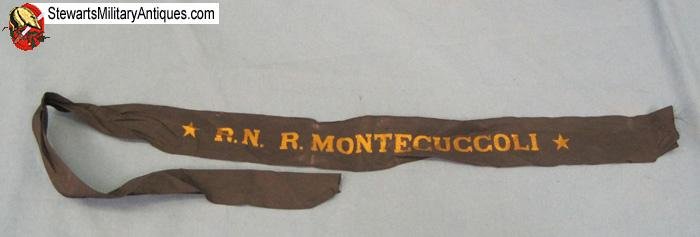 StewartsMilitaryAntiques.com
★ R.N. R. MONTECUCCOLI ★